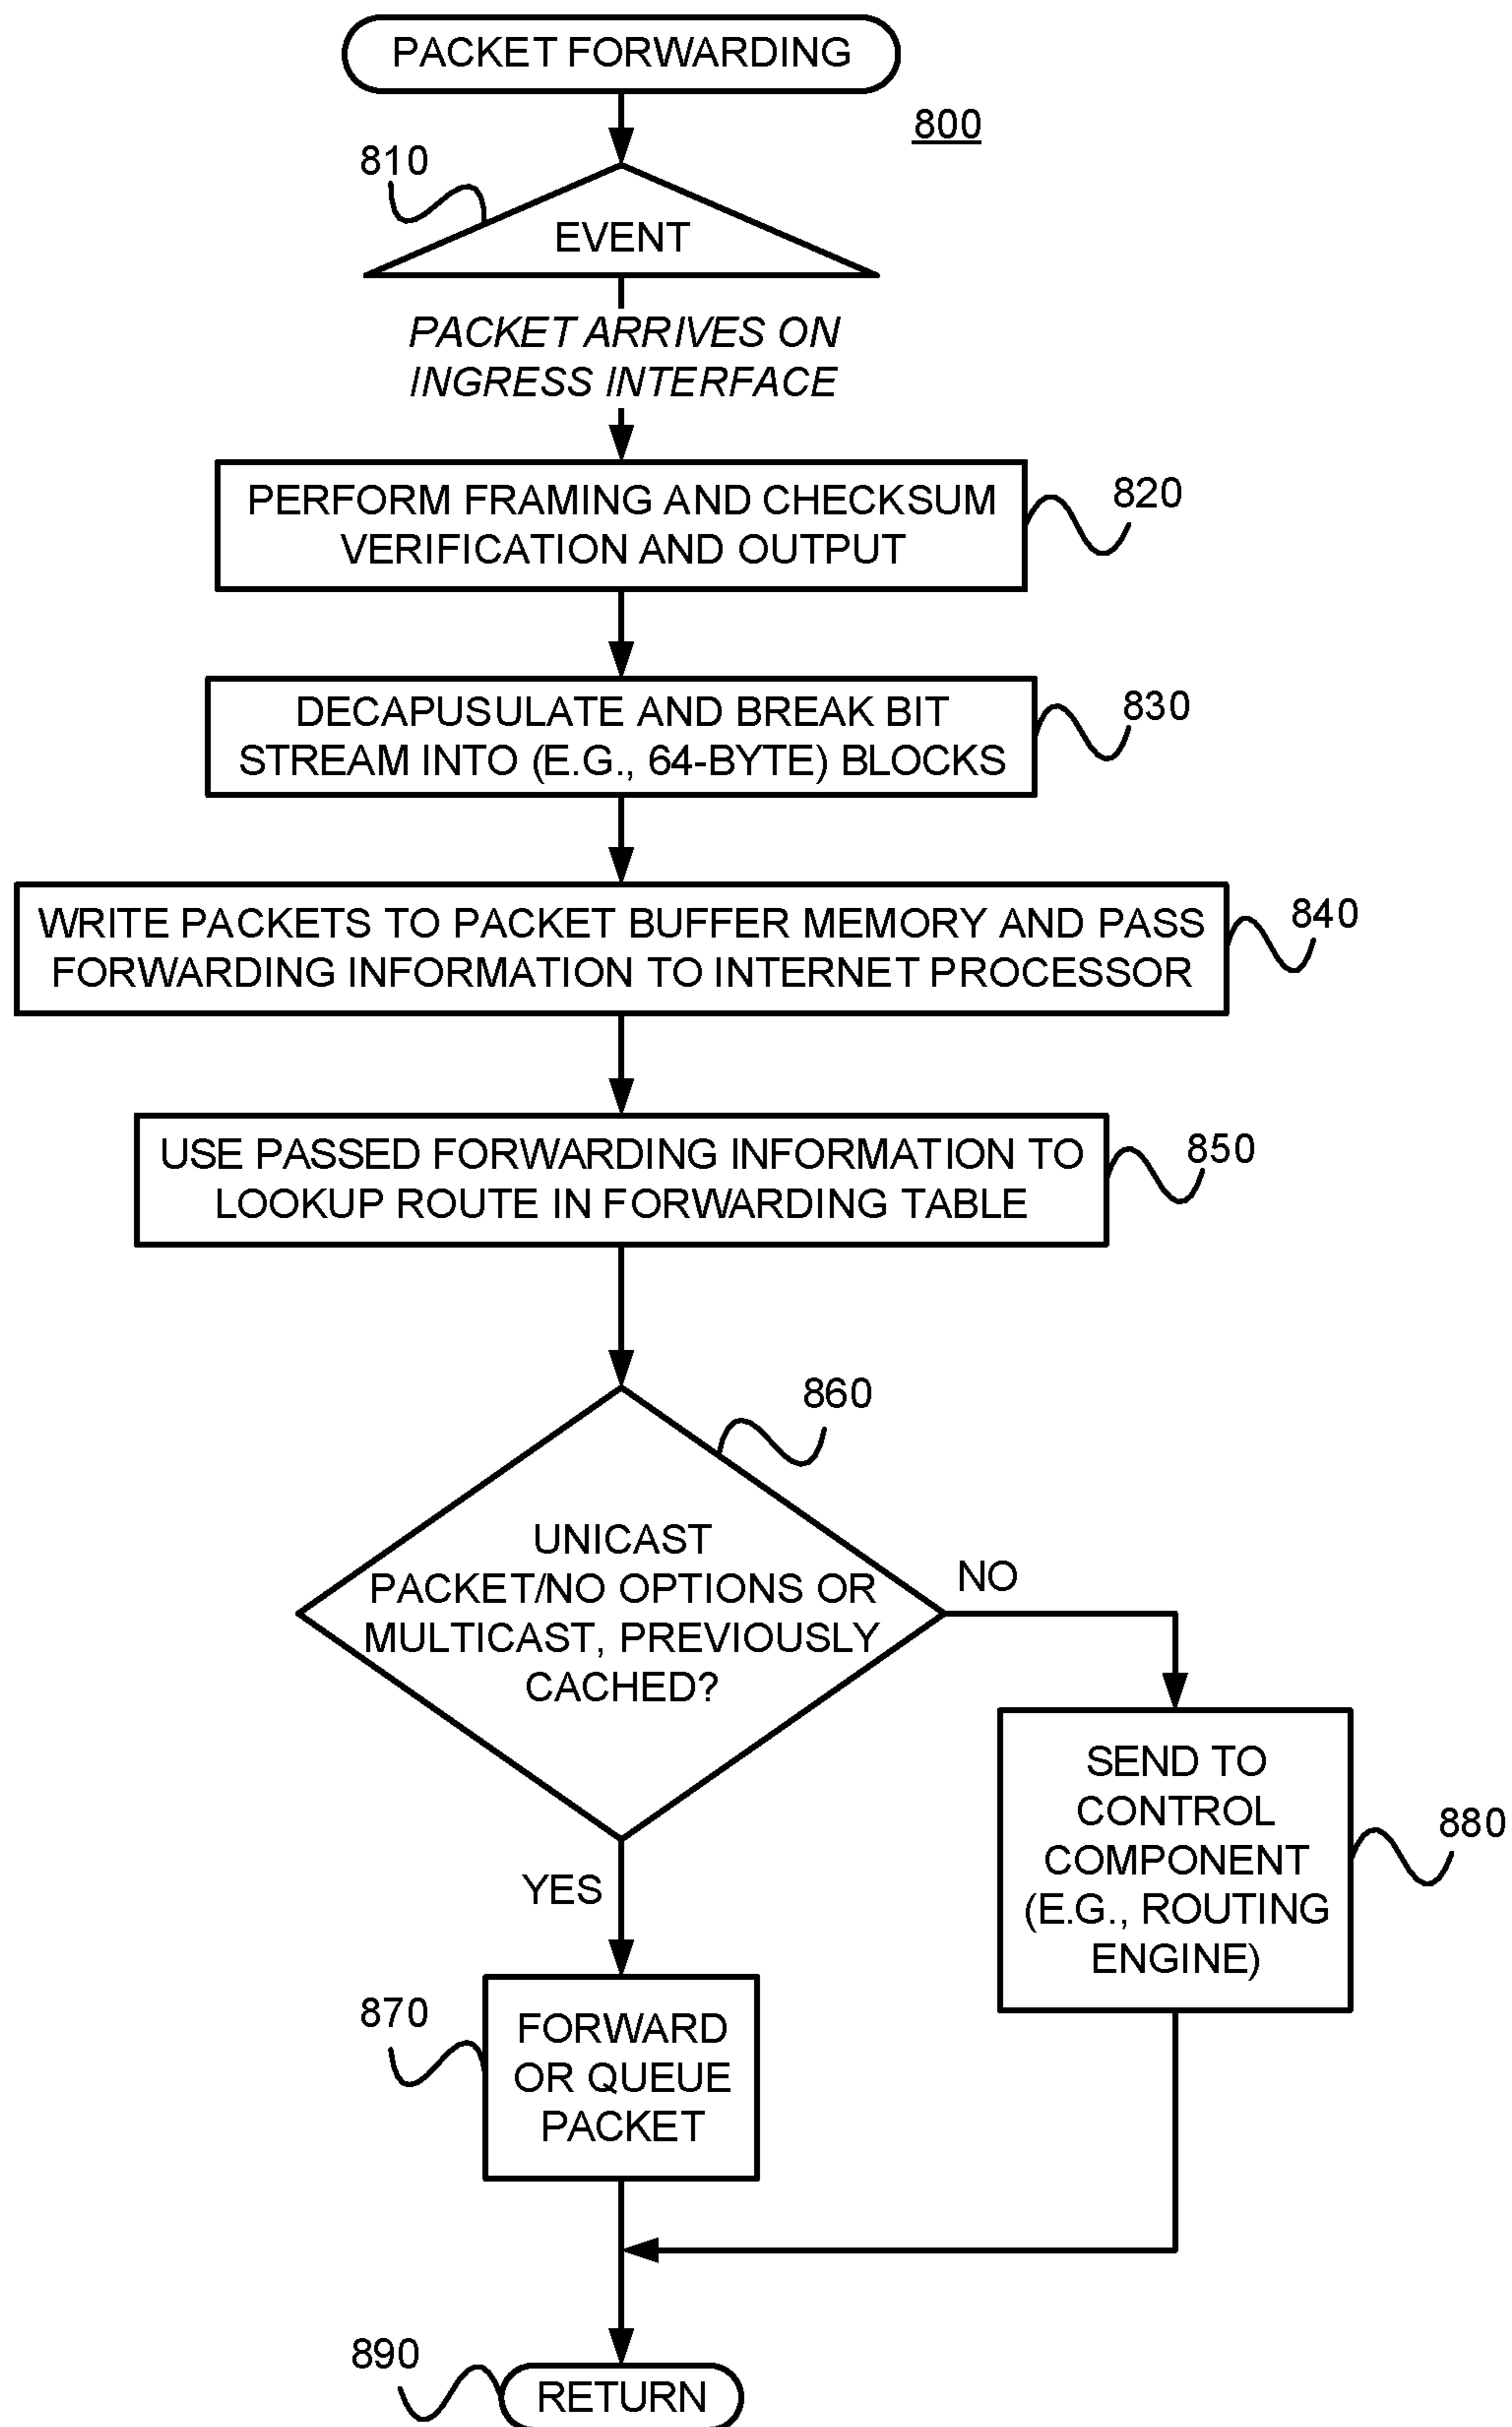 PACKET FORWARDING
800
810
EVENT
PACKET ARRIVES ON
INGRESS INTERFACE
PERFORM FRAMING AND CHECKSUM
VERIFICATION AND OUTPUT
820
DECAPUSULATE AND BREAK BIT
STREAM INTO (E.G., 64-BYTE) BLOCKS
830
WRITE PACKETS TO PACKET BUFFER MEMORY AND PASS
FORWARDING INFORMATION TO INTERNET PROCESSOR
840
USE PASSED FORWARDING INFORMATION TO
LOOKUP ROUTE IN FORWARDING TABLE
850
860
UNICAST
PACKET/NO OPTIONS OR
MULTICAST, PREVIOUSLY
CACHED?
NO
YES
SEND TO
CONTROL
COMPONENT
(E.G., ROUTING
ENGINE)
880
870
FORWARD
OR QUEUE
PACKET
890
RETURN